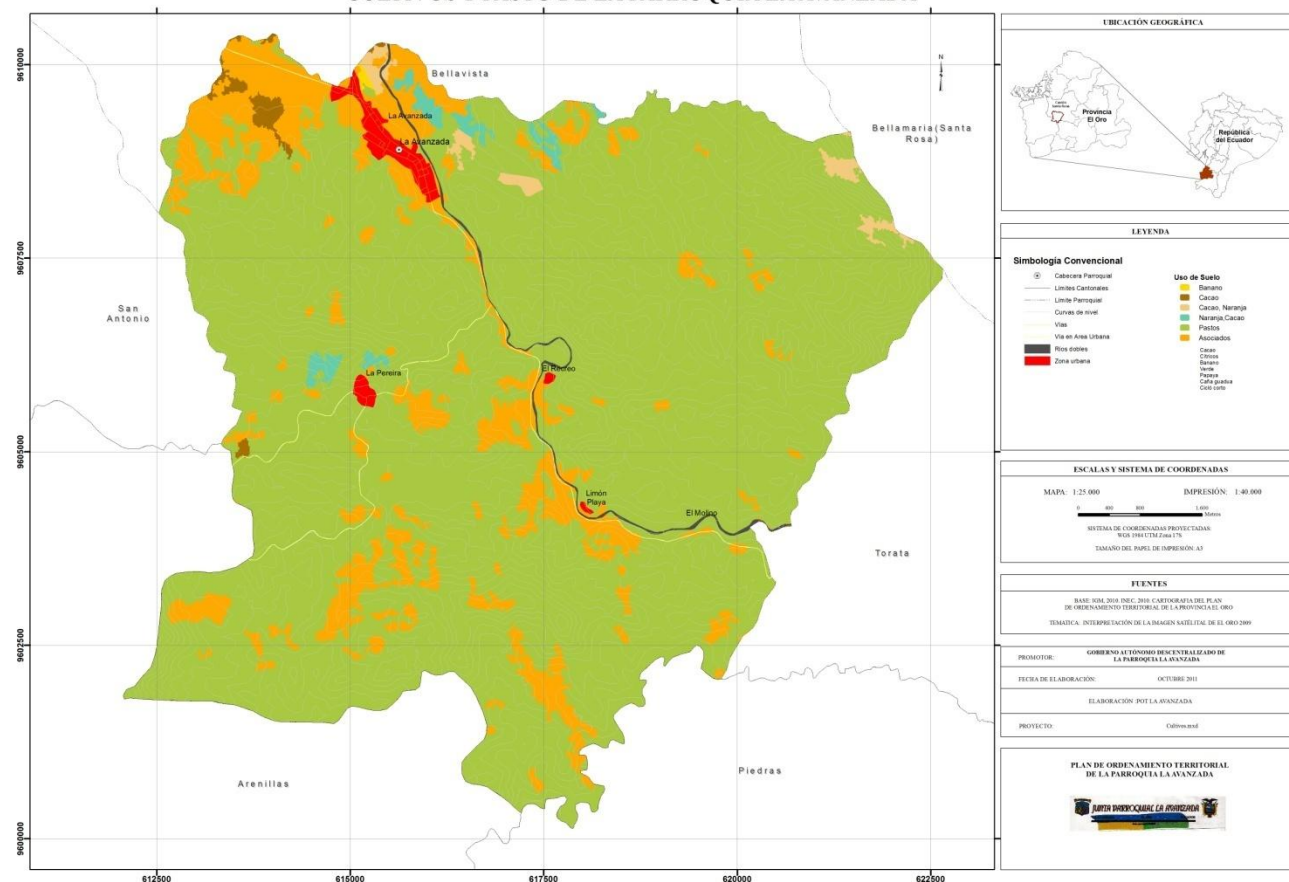 UBICACIÓN GEOGRÁFICA
Provincia
El Oro
República
del Ecuador
N
Bellavista
Bellamaria(Santa
Rosa)
La Avanzada
La Avanzada
San
Antonio
La Pereira
El Recreo
Limón
Playa
El Molino
Torata
Arenillas
Piedras
9610000
9607500
9605000
9602500
9600000
612500
615000
617500
620000
622500
LEYENDA
Simbología Convencional
Cabecera Parroquial
Límites Cantonales
Límite Parroquial
Curvas de nivel
Vías
Vía en Area Urbana
Rios dobles
Zona urbana
Uso de Suelo
Banano
Cacao
Cacao, Naranja
Naranja,Cacao
Pastos
Asociados
Cacao
Citricos
Banano
Verde
Papaya
Caña guadua
Ciclo corto
ESCALAS Y SISTEMA DE COORDENADAS
MAPA: 1:25.000 IMPRESIÓN: 1:40.000
0 400 800 1.600
Meters
SISTEMA DE COORDENADAS PROYECTADAS:
WGS 1984 UTM Zona 17S
TAMAÑO DEL PAPEL DE IMPRESIÓN: A3
FUENTES
BASE: IGM, 2010. INEC, 2010. CARTOGRAFIA DEL PLAN
DE ORDENAMIENTO TERRITORIAL DE LA PROVINCIA EL ORO
TEMATICA: INTERPRETACIÓN DE LA IMAGEN SATÉLITAL DE EL ORO 2009
PROMOTOR: GOBIERNO AUTÓNOMO DESCENTRALIZADO DE
LA PARROQUIA LA AVANZADA
FECHA DE ELABORACIÓN: OCTUBRE 2011
ELABORACIÓN :POT LA AVANZADA
PROYECTO: Cultivos.mxd
PLAN DE ORDENAMIENTO TERRITORIAL
DE LA PARROQUIA LA AVANZADA
JUNTA PARROQUIAL LA AVANZADA